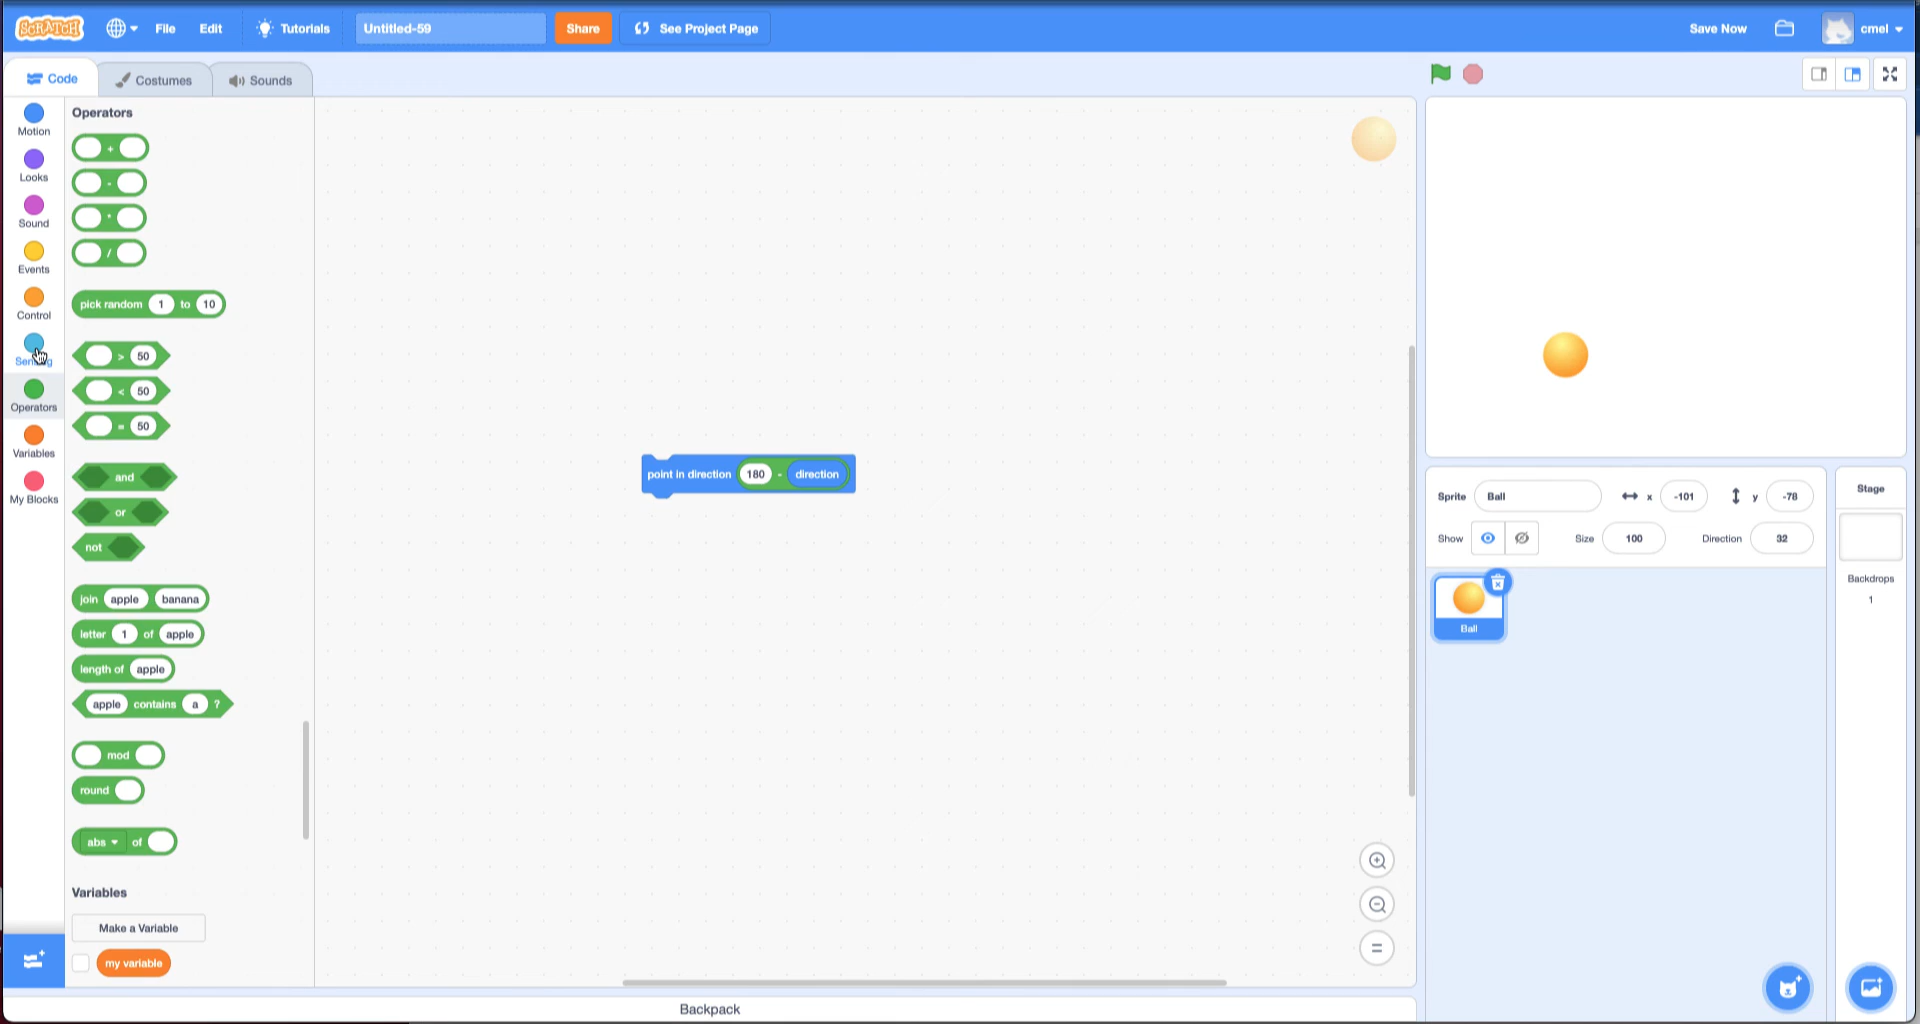 SCRATCH File Edit Tutorials Untitled-59 Share See Project Page Save Now cmel
Code Costumes Sounds
Motion
Looks
Sound
Events
Control
Sensing
Operators
Variables
My Blocks
Operators
+
-
*
/
pick random 1 to 10
> 50
< 50
= 50
and
or
not
join apple banana
letter 1 of apple
length of apple
apple contains a ?
mod
round
abs of
Variables
Make a Variable
my variable
point in direction 180 - direction
Backpack
Sprite Ball x -101 y -78
Show Size 100 Direction 32
Ball
Stage
Backdrops
1